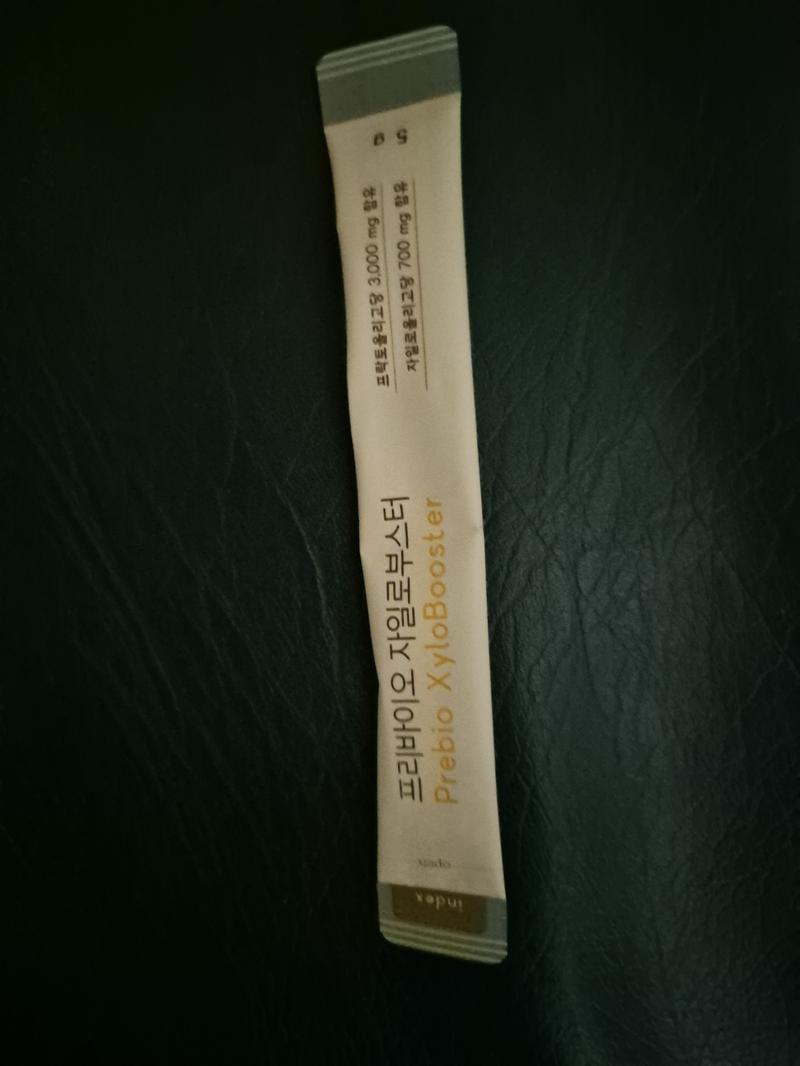 index
open
프리바이오 자일로부스터
Prebio XyloBooster
프락토올리고당 3,000 mg 함유
자일로올리고당 700 mg 함유